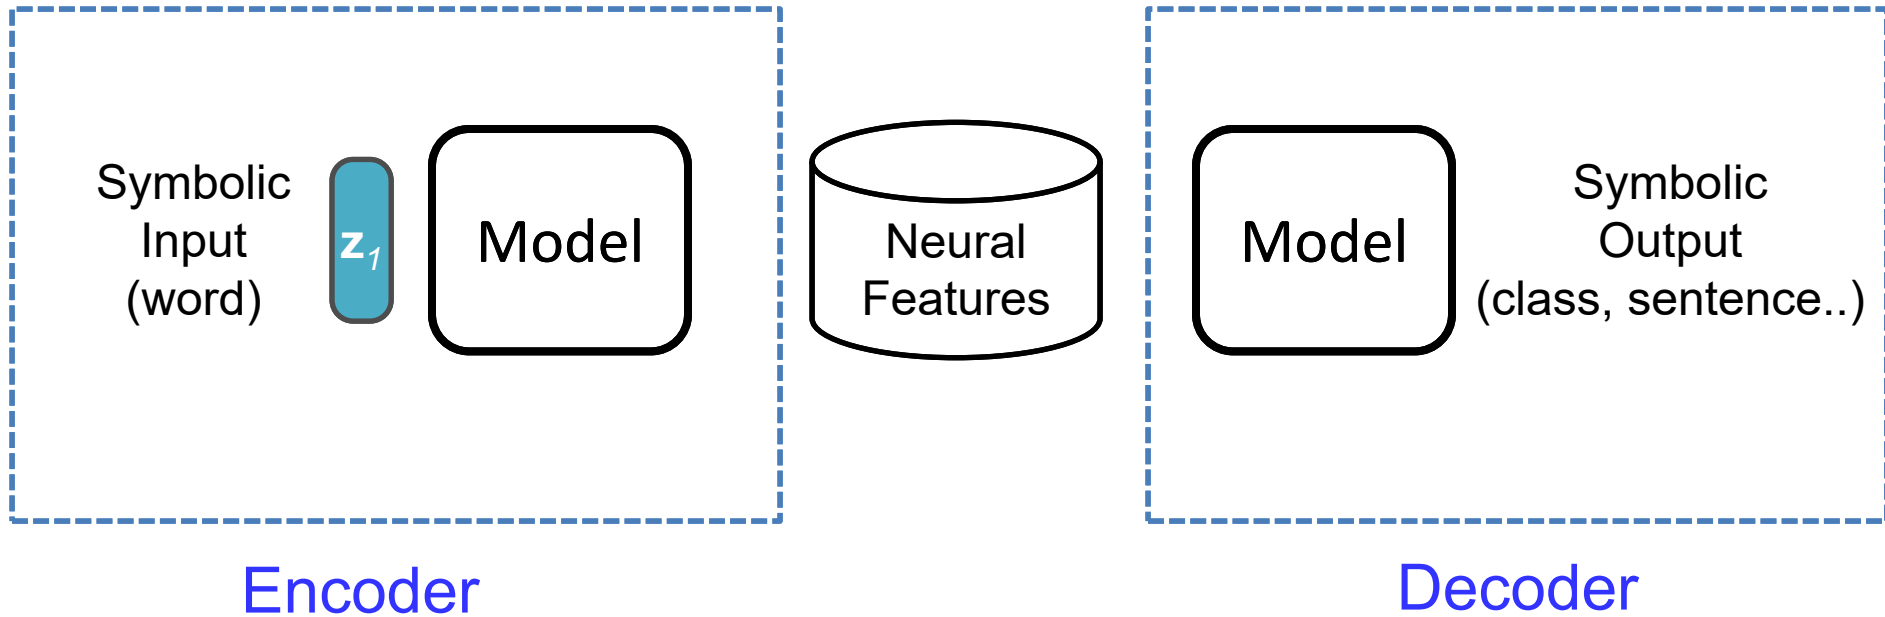 Symbolic
Input
(word)
z1
Model
Neural
Features
Model
Symbolic
Output
(class, sentence..)
Encoder
Decoder